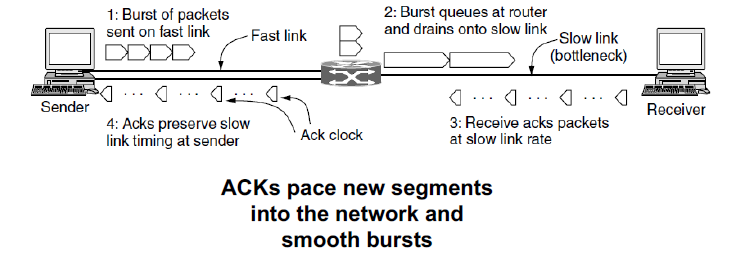 1: Burst of packets
sent on fast link
Fast link
2: Burst queues at router
and drains onto slow link
Slow link
(bottleneck)
Sender
. . .
. . .
. . .
Ack clock
4: Acks preserve slow
link timing at sender
. . .
. . .
. . .
3: Receive acks packets
at slow link rate
Receiver
ACKs pace new segments
into the network and
smooth bursts